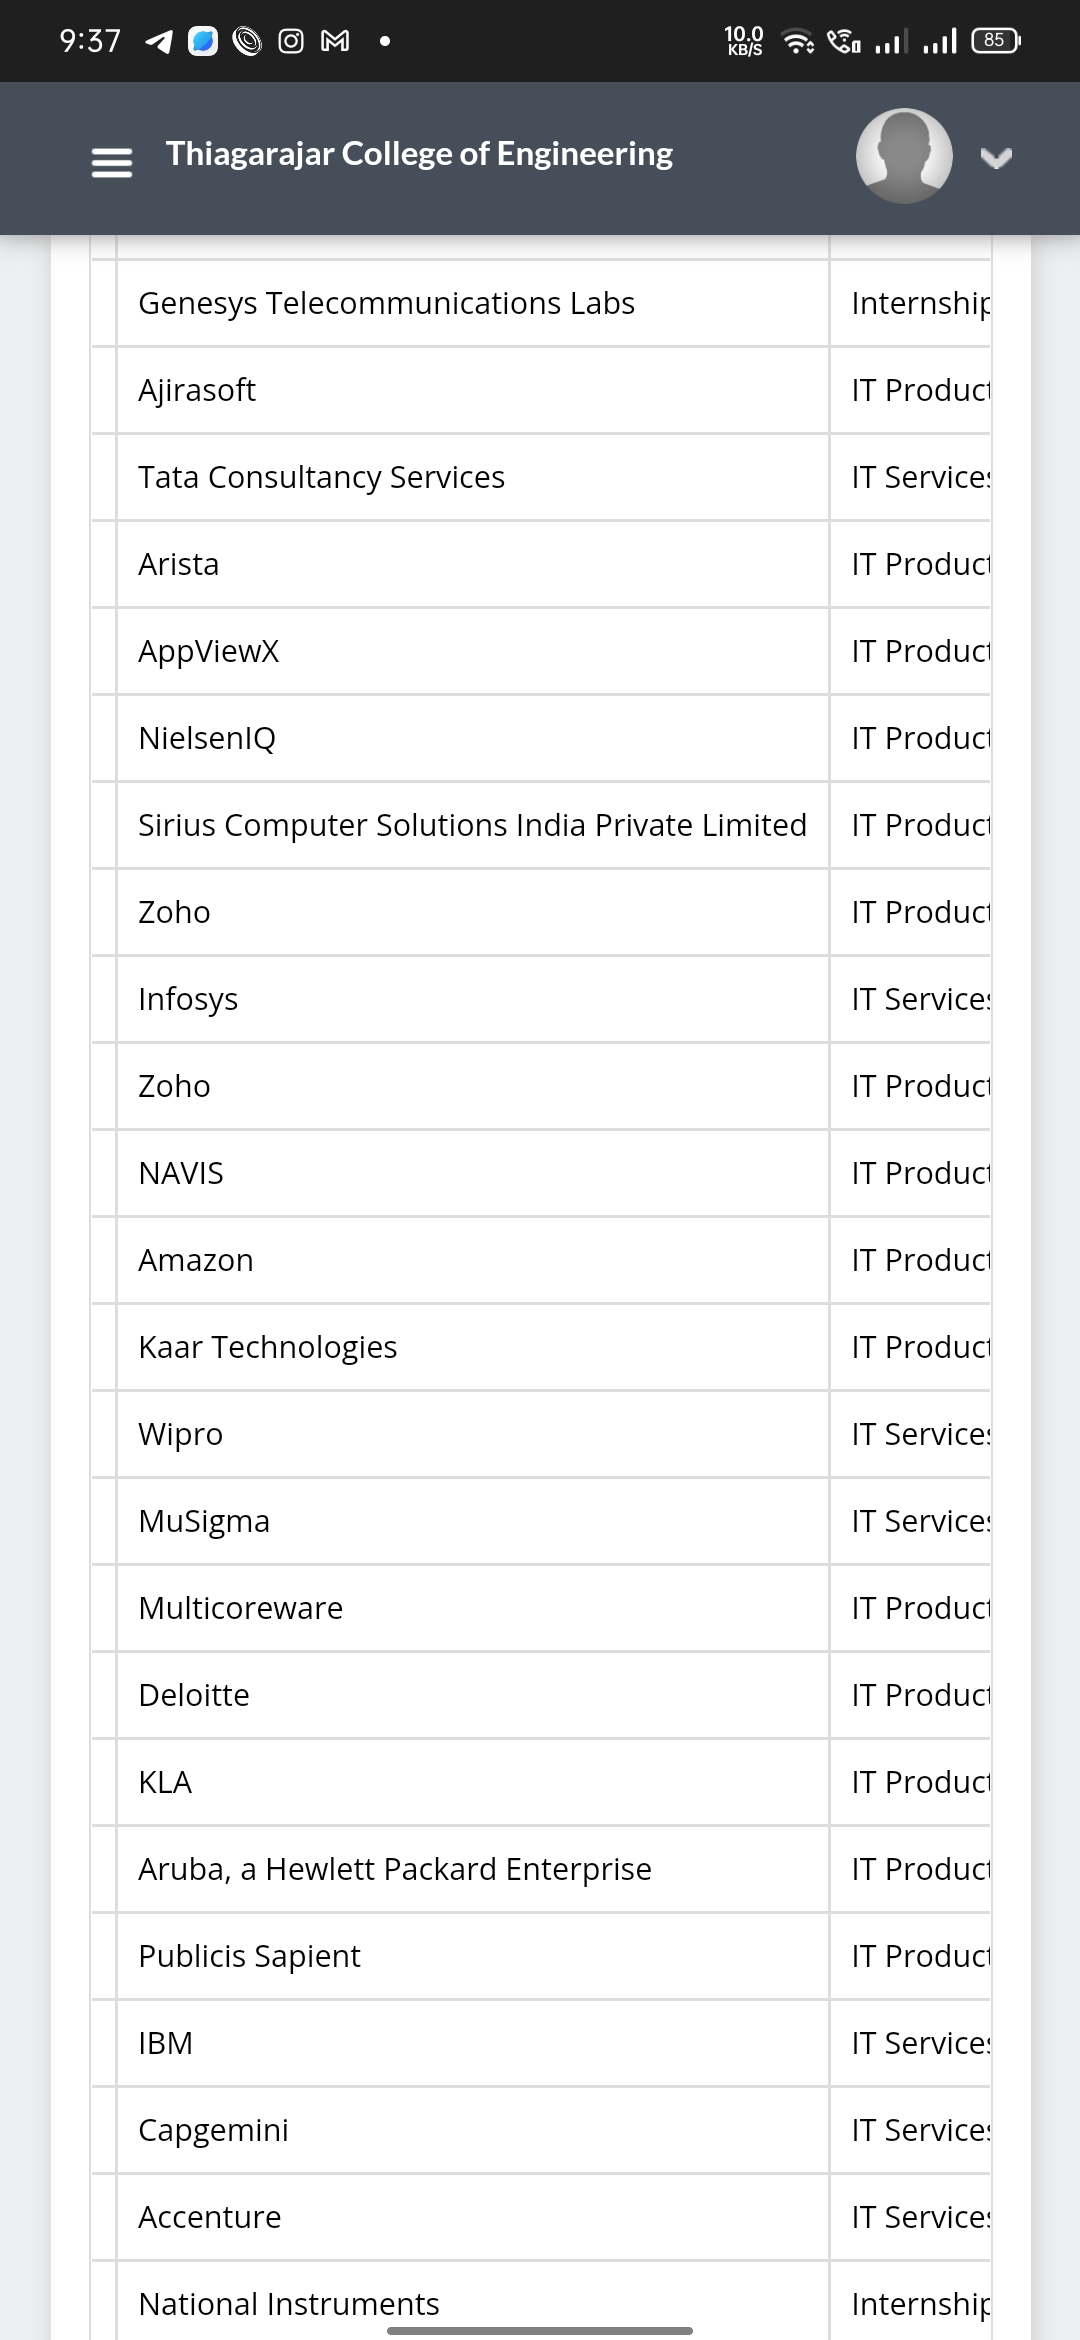 9:37
10.0
KB/S
85
Thiagarajar College of Engineering
Genesys Telecommunications Labs Internship
Ajirasoft IT Product
Tata Consultancy Services IT Services
Arista IT Product
AppViewX IT Product
NielsenIQ IT Product
Sirius Computer Solutions India Private Limited IT Product
Zoho IT Product
Infosys IT Services
Zoho IT Product
NAVIS IT Product
Amazon IT Product
Kaar Technologies IT Product
Wipro IT Services
MuSigma IT Services
Multicoreware IT Product
Deloitte IT Product
KLA IT Product
Aruba, a Hewlett Packard Enterprise IT Product
Publicis Sapient IT Product
IBM IT Services
Capgemini IT Services
Accenture IT Services
National Instruments Internship